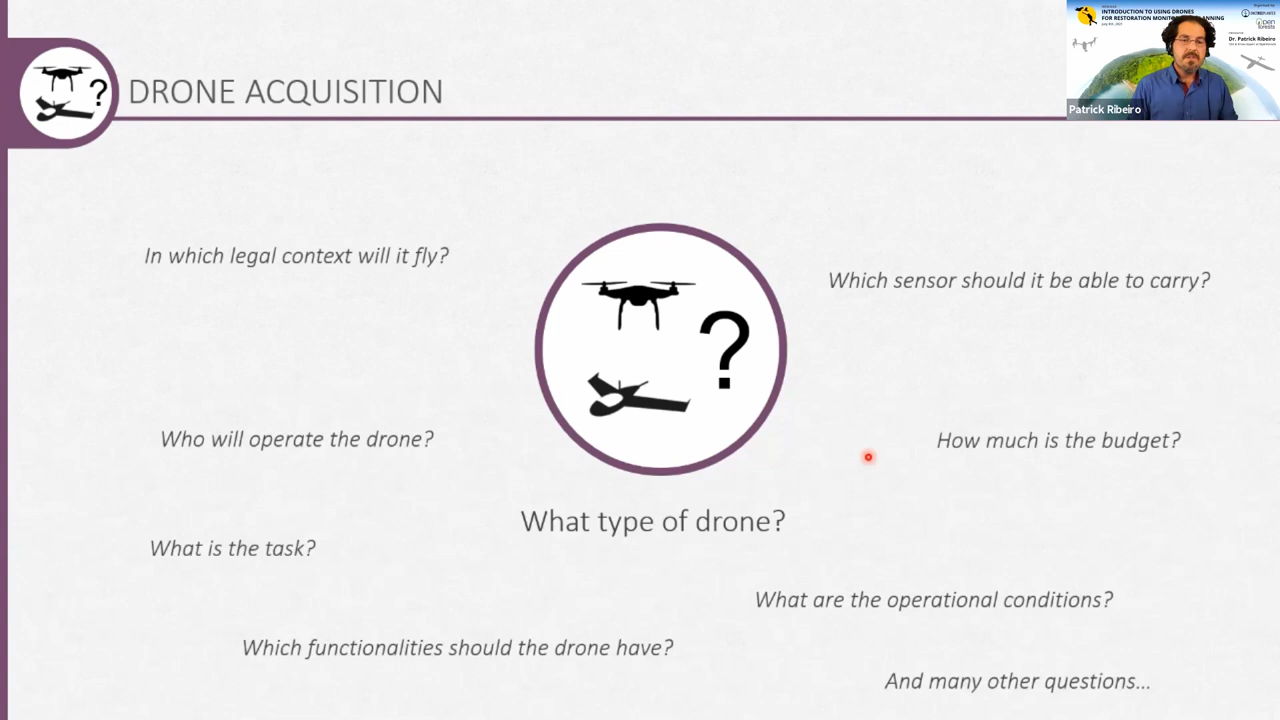 DRONE ACQUISITION
?
INTRODUCTION TO USING DRONES
FOR RESTORATION
Dr. Patrick Ribeiro
Patrick Ribeiro
In which legal context will it fly?
Which sensor should it be able to carry?
?
Who will operate the drone?
How much is the budget?
What type of drone?
What is the task?
What are the operational conditions?
Which functionalities should the drone have?
And many other questions...